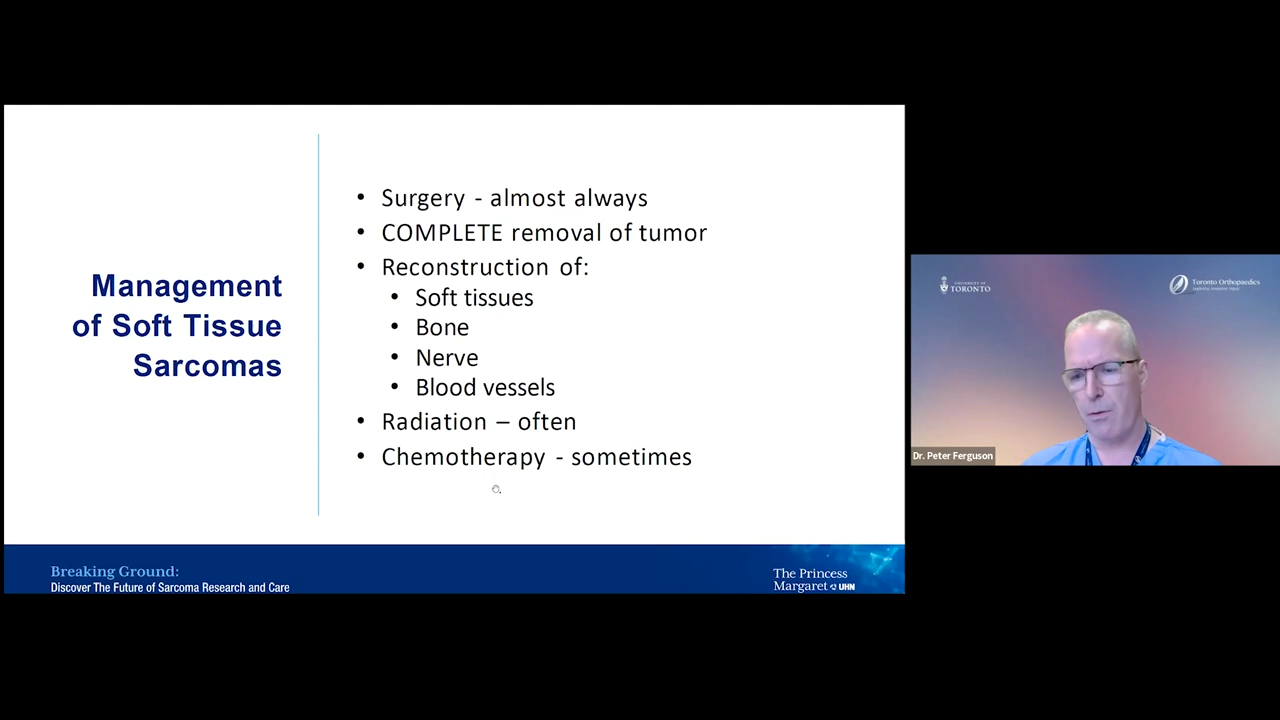 Management
of Soft Tissue
Sarcomas
• Surgery - almost always
• COMPLETE removal of tumor
• Reconstruction of:
• Soft tissues
• Bone
• Nerve
• Blood vessels
• Radiation – often
• Chemotherapy - sometimes
Breaking Ground:
Discover The Future of Sarcoma Research and Care
The Princess
Margaret UHN
UNIVERSITY OF
TORONTO
Toronto Orthopaedics
Dr. Peter Ferguson